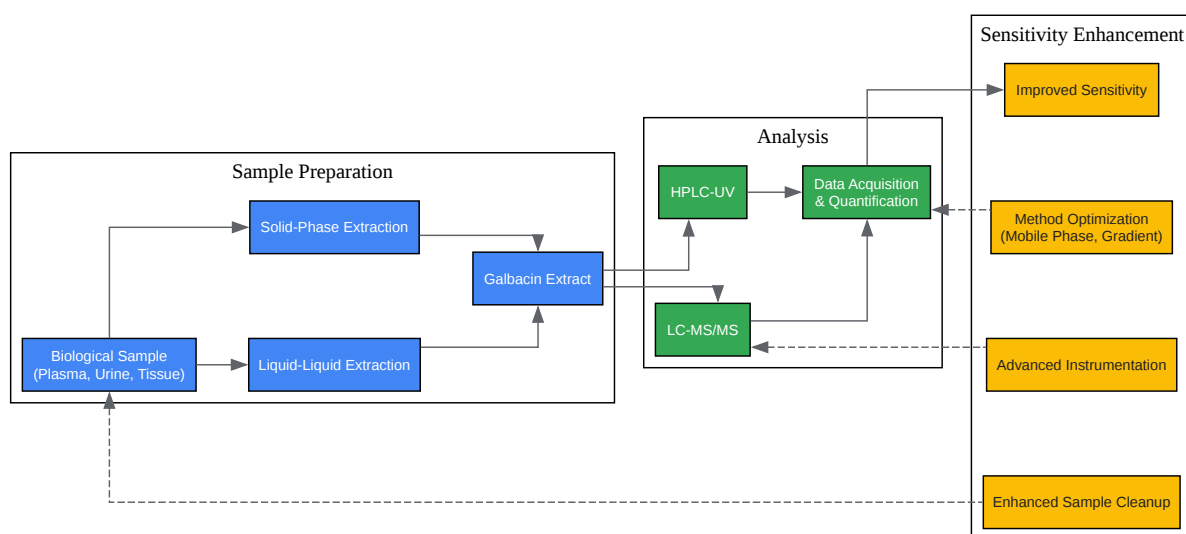 Sensitivity Enhancement
Improved Sensitivity
Analysis
Sample Preparation
HPLC-UV
Data Acquisition
& Quantification
Solid-Phase Extraction
Method Optimization
(Mobile Phase, Gradient)
Galbacin Extract
LC-MS/MS
Biological Sample
(Plasma, Urine, Tissue)
Liquid-Liquid Extraction
Advanced Instrumentation
Enhanced Sample Cleanup